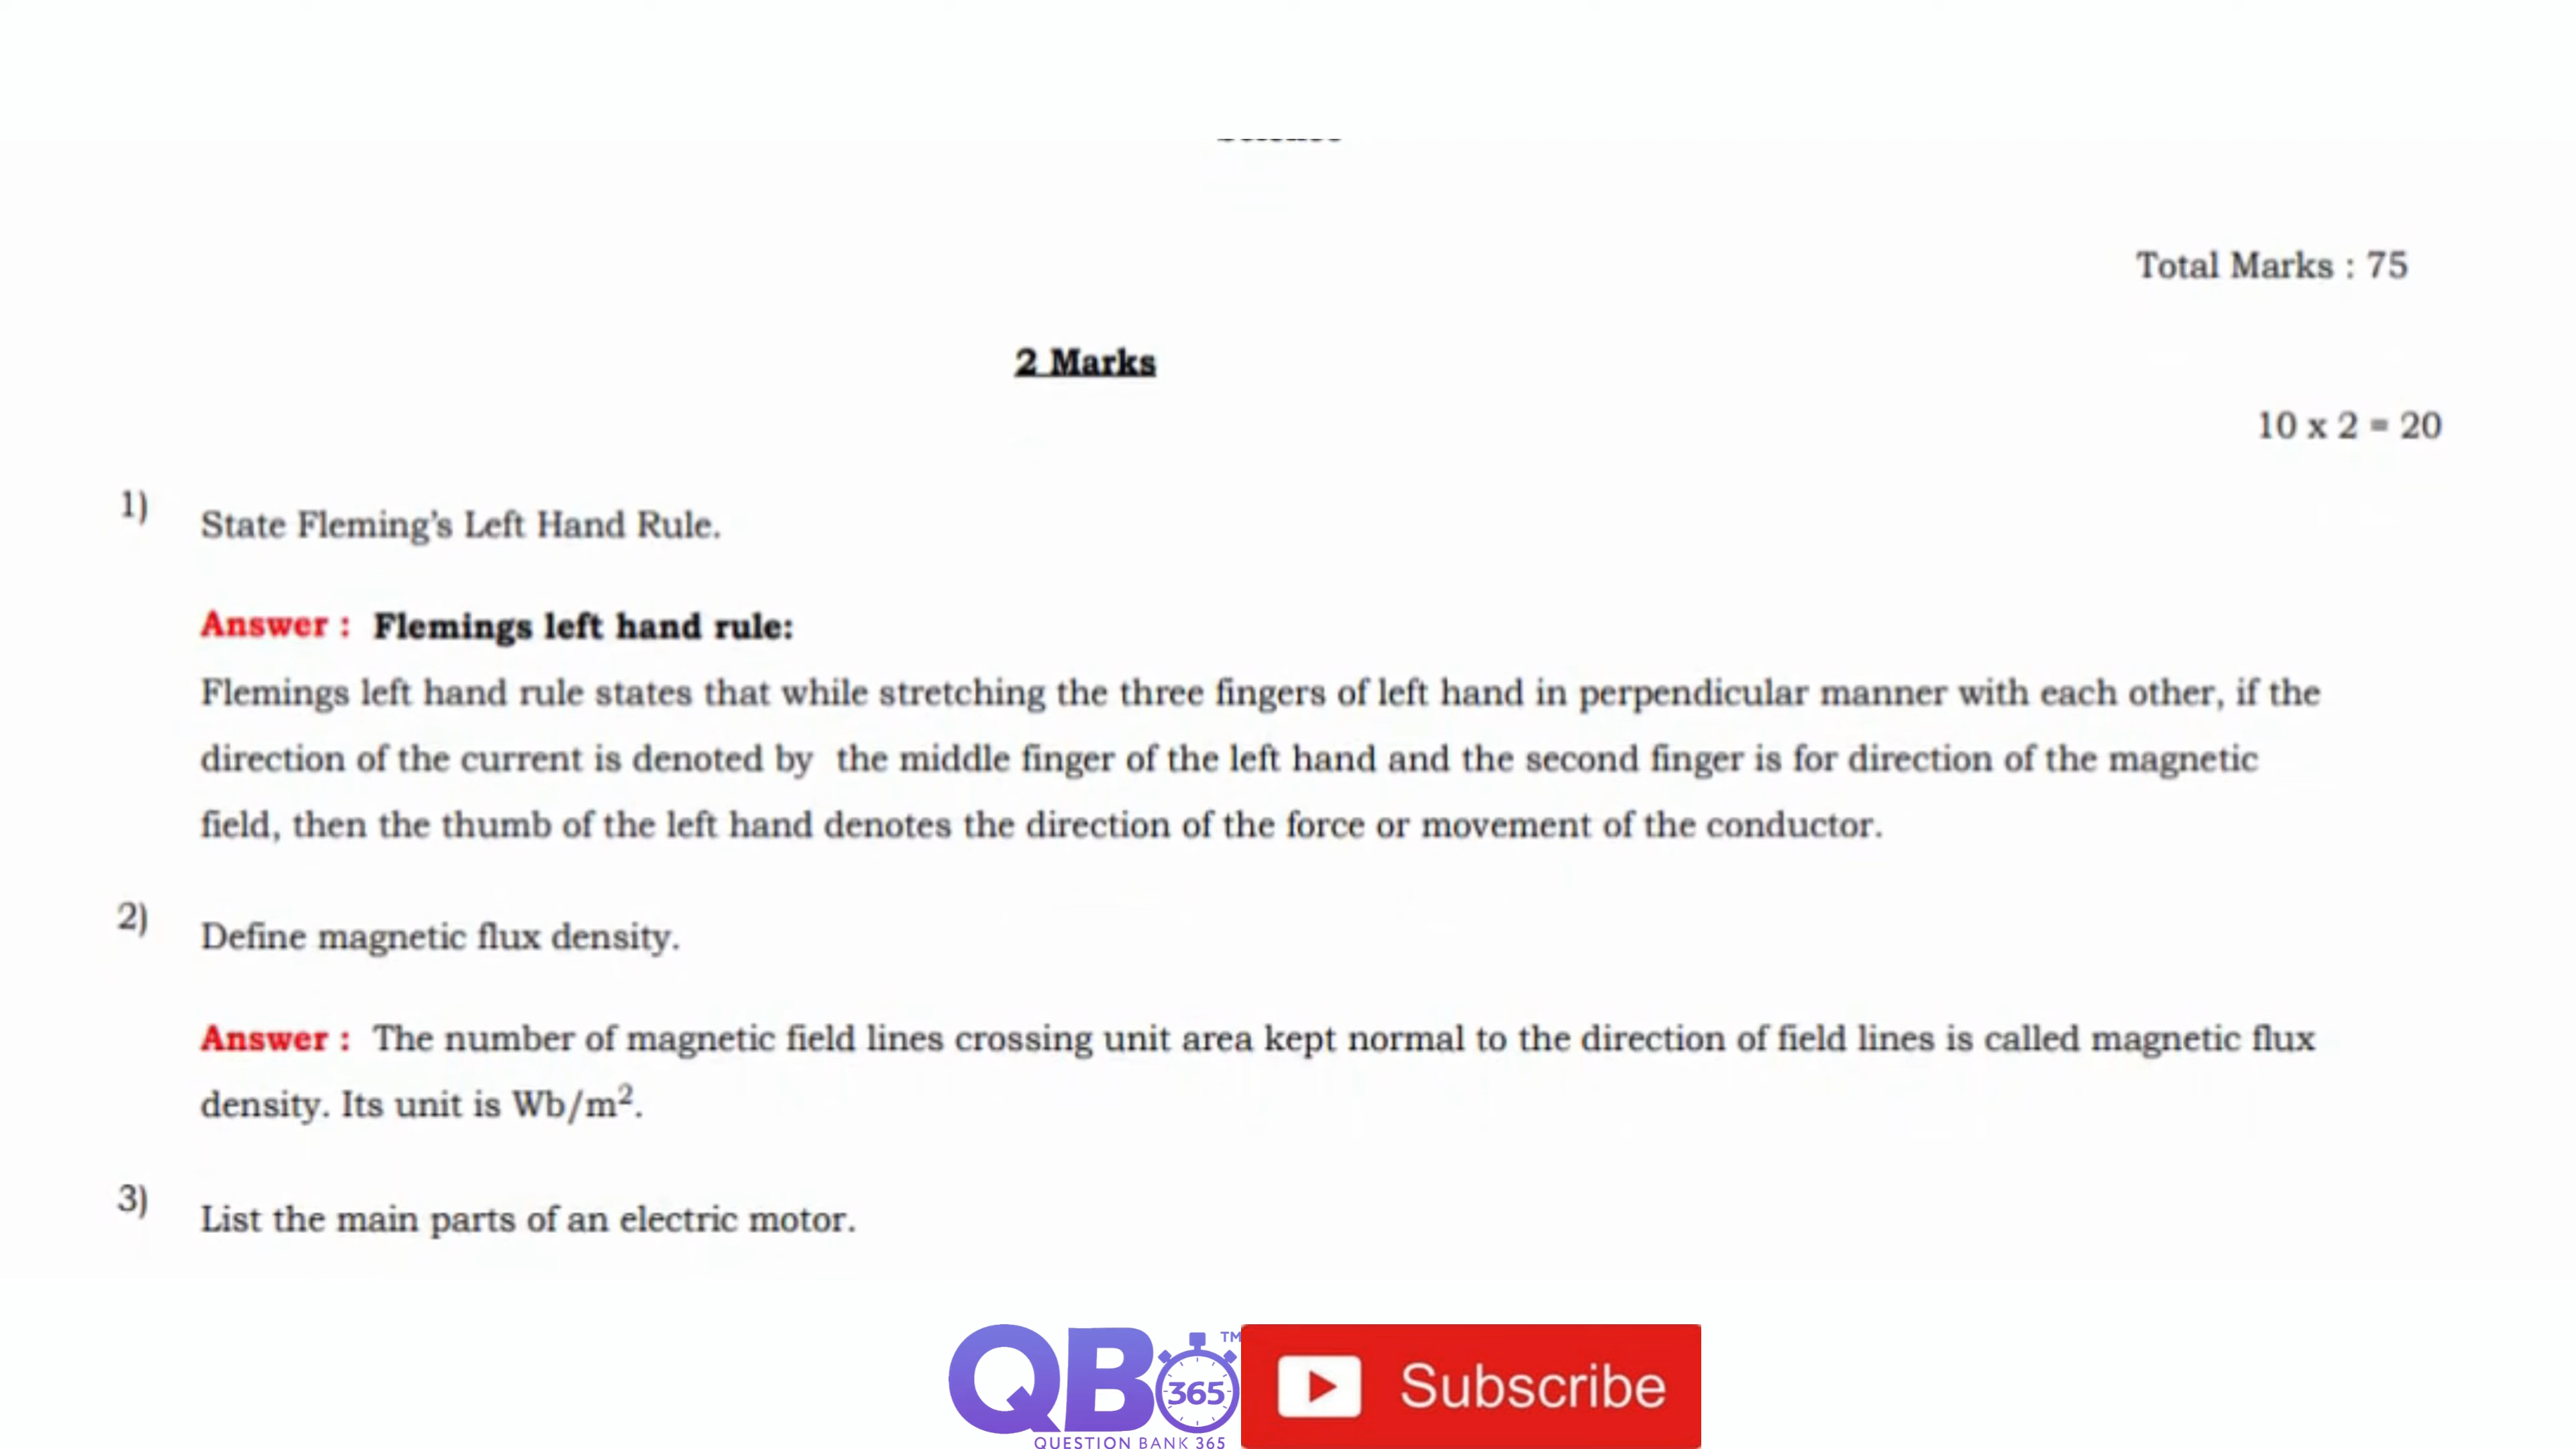 Total Marks : 75
2 Marks
10 x 2 = 20
1)
State Fleming's Left Hand Rule.
Answer : Flemings left hand rule:
Flemings left hand rule states that while stretching the three fingers of left hand in perpendicular manner with each other, if the
direction of the current is denoted by the middle finger of the left hand and the second finger is for direction of the magnetic
field, then the thumb of the left hand denotes the direction of the force or movement of the conductor.
2)
Define magnetic flux density.
Answer : The number of magnetic field lines crossing unit area kept normal to the direction of field lines is called magnetic flux
density. Its unit is Wb/m².
3)
List the main parts of an electric motor.
QB 365 ™
QUESTION BANK 365
Subscribe